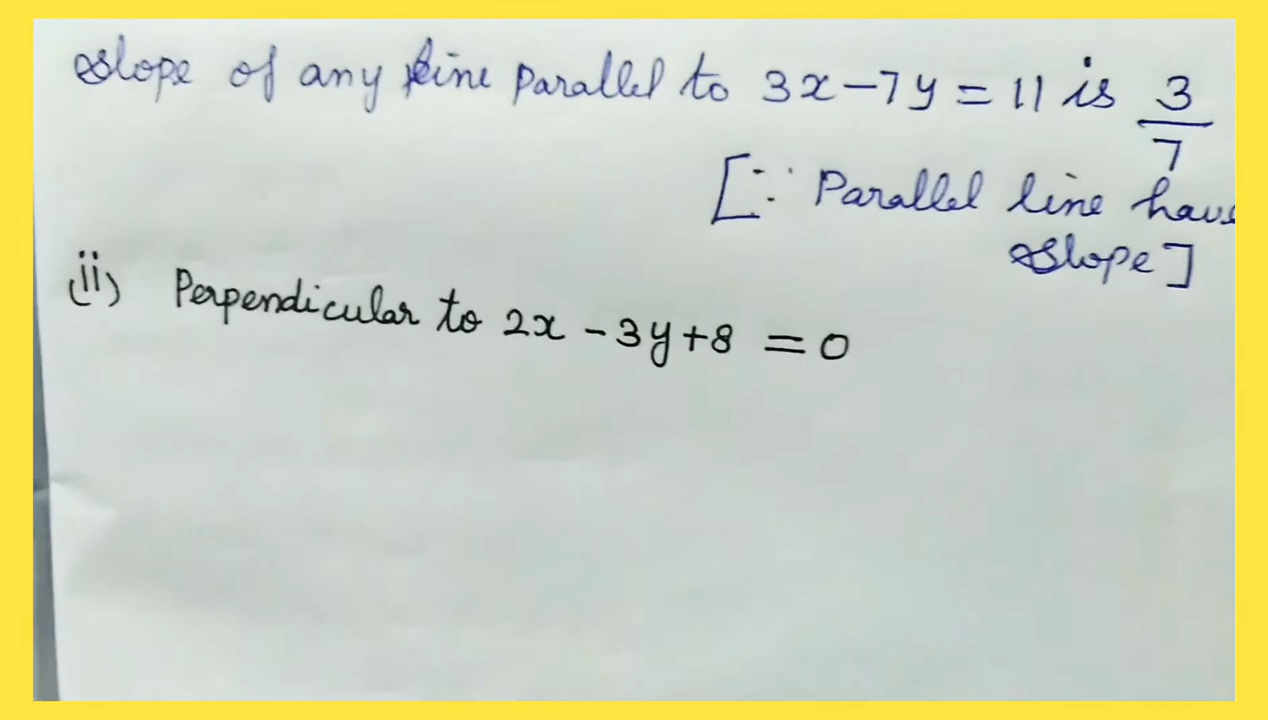 Slope of any line parallel to 3x-7y = 11 is 3/7
[∵ Parallel line have
slope]
(ii) Perpendicular to 2x - 3y+8 = 0